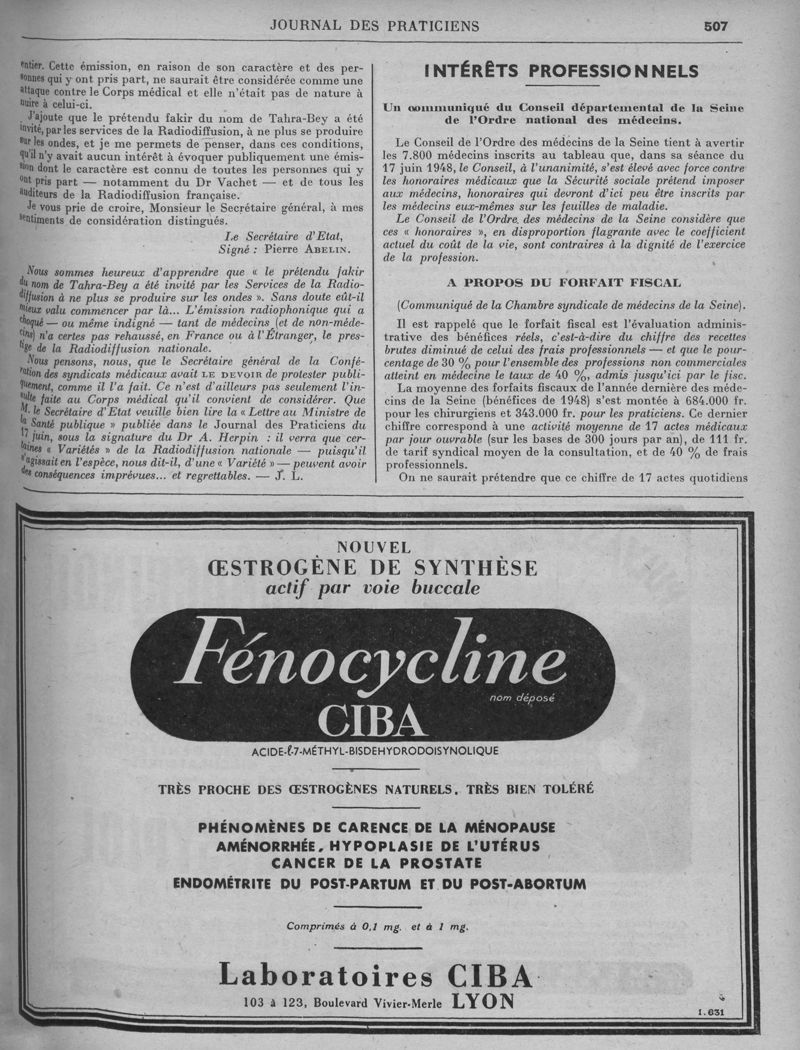 JOURNAL DES PRATICIENS 507
entier. Cette émission, en raison de son caractère et des per-
sonnes qui y ont pris part, ne saurait être considérée comme une
attaque contre le Corps médical et elle n'était pas de nature à
nuire à celui-ci.
J'ajoute que le prétendu fakir du nom de Tahra-Bey a été
invité, par les services de la Radiodiffusion, à ne plus se produire
sur les ondes, et je me permets de penser, dans ces conditions,
qu'il n'y avait aucun intérêt à évoquer publiquement une émis-
sion dont le caractère est connu de toutes les personnes qui y
ont pris part — notamment du Dr Vachet — et de tous les
auditeurs de la Radiodiffusion française.
Je vous prie de croire, Monsieur le Secrétaire général, à mes
sentiments de considération distingués.
Le Secrétaire d'Etat,
Signé : Pierre ABELIN.
Nous sommes heureux d'apprendre que « le prétendu fakir
du nom de Tahra-Bey a été invité par les Services de la Radio-
diffusion à ne plus se produire sur les ondes ». Sans doute eût-il
mieux valu commencer par là... L'émission radiophonique qui a
choqué — ou même indigné — tant de médecins (et de non-méde-
cins) n'a certes pas rehaussé, en France ou à l'Étranger, le pres-
tige de la Radiodiffusion nationale.
Nous pensons, nous, que le Secrétaire général de la Confé-
ration des syndicats médicaux avait LE DEVOIR de protester publi-
quement, comme il l'a fait. Ce n'est d'ailleurs pas seulement l'in-
sulte faite au Corps médical qu'il convient de considérer. Que
M. le Secrétaire d'Etat veuille bien lire la « Lettre au Ministre de
la Santé publique » publiée dans le Journal des Praticiens du
17 juin, sous la signature du Dr A. Herpin : il verra que cer-
taines « Variétés » de la Radiodiffusion nationale — puisqu'il
s'agissait en l'espèce, nous dit-il, d'une « Variété » — peuvent avoir
des conséquences imprévues... et regrettables. — J. L.
INTÉRÊTS PROFESSIONNELS
Un communiqué du Conseil départemental de la Seine
de l'Ordre national des médecins.
Le Conseil de l'Ordre des médecins de la Seine tient à avertir
les 7.800 médecins inscrits au tableau que, dans sa séance du
17 juin 1948, le Conseil, à l'unanimité, s'est élevé avec force contre
les honoraires médicaux que la Sécurité sociale prétend imposer
aux médecins, honoraires qui devront d'ici peu être inscrits par
les médecins eux-mêmes sur les feuilles de maladie.
Le Conseil de l'Ordre des médecins de la Seine considère que
ces « honoraires », en disproportion flagrante avec le coefficient
actuel du coût de la vie, sont contraires à la dignité de l'exercice
de la profession.
A PROPOS DU FORFAIT FISCAL
(Communiqué de la Chambre syndicale de médecins de la Seine).
Il est rappelé que le forfait fiscal est l'évaluation adminis-
trative des bénéfices réels, c'est-à-dire du chiffre des recettes
brutes diminué de celui des frais professionnels — et que le pour-
centage de 30 % pour l'ensemble des professions non commerciales
atteint en médecine le taux de 40 %, admis jusqu'ici par le fisc.
La moyenne des forfaits fiscaux de l'année dernière des méde-
cins de la Seine (bénéfices de 1948) s'est montée à 684.000 fr.
pour les chirurgiens et 343.000 fr. pour les praticiens. Ce dernier
chiffre correspond à une activité moyenne de 17 actes médicaux
par jour ouvrable (sur les bases de 300 jours par an), de 111 fr.
de tarif syndical moyen de la consultation, et de 40 % de frais
professionnels.
On ne saurait prétendre que ce chiffre de 17 actes quotidiens
NOUVEL
ŒSTROGÈNE DE SYNTHÈSE
actif par voie buccale
Fénocycline
nom déposé
CIBA
ACIDE-ℓ-7-MÉTHYL-BISDEHYDRODOISYNOLIQUE
TRÈS PROCHE DES ŒSTROGÈNES NATURELS. TRÈS BIEN TOLÉRÉ
PHÉNOMÈNES DE CARENCE DE LA MÉNOPAUSE
AMÉNORRHÉE, HYPOPLASIE DE L'UTÉRUS
CANCER DE LA PROSTATE
ENDOMÉTRITE DU POST-PARTUM ET DU POST-ABORTUM
Comprimés à 0,1 mg. et à 1 mg.
Laboratoires CIBA
103 à 123, Boulevard Vivier-Merle LYON
1.631